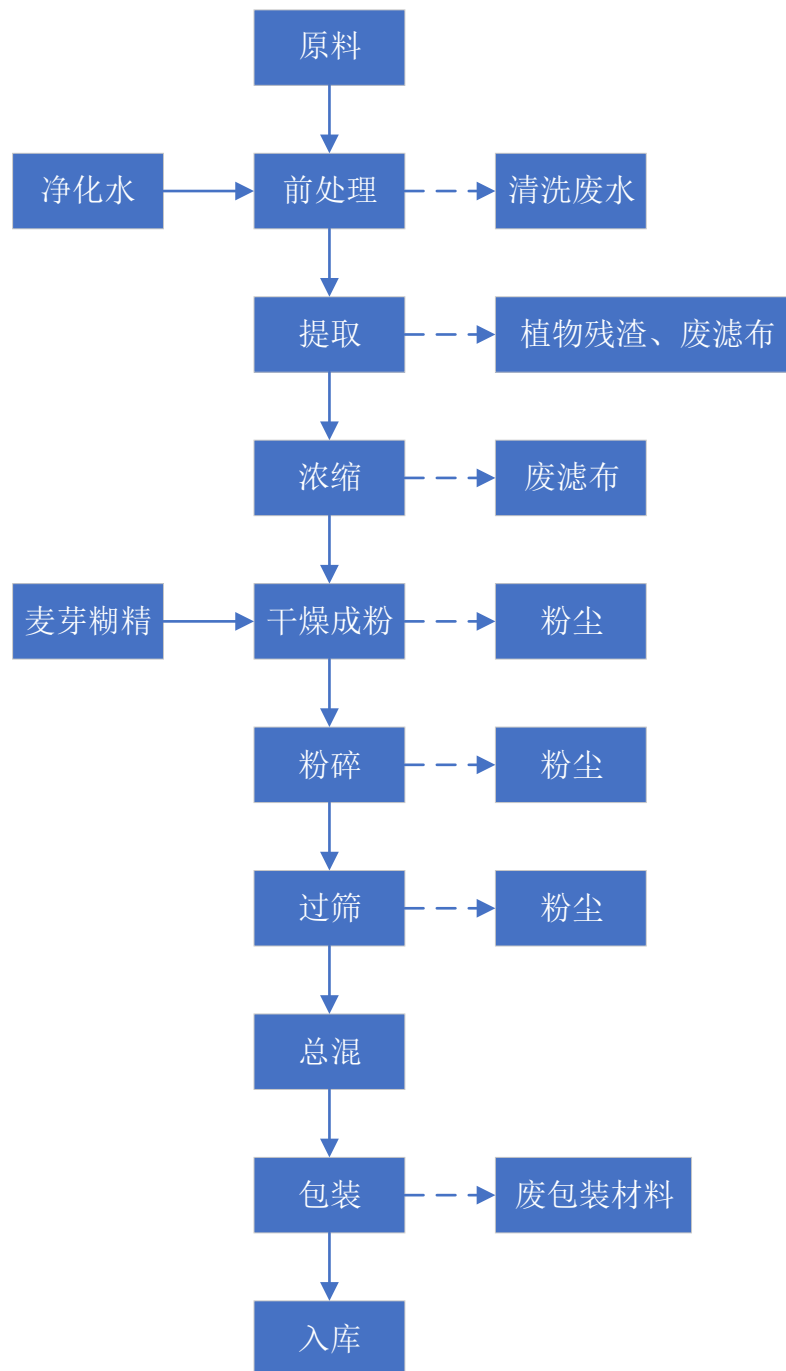 原料
净化水
前处理
清洗废水
提取
植物残渣、废滤布
浓缩
废滤布
麦芽糊精
干燥成粉
粉尘
粉碎
粉尘
过筛
粉尘
总混
包装
废包装材料
入库